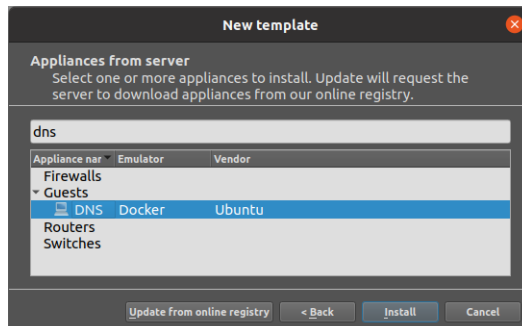 New template
Appliances from server
Select one or more appliances to install. Update will request the
server to download appliances from our online registry.
dns
Appliance nar Emulator Vendor
Firewalls
Guests
DNS Docker Ubuntu
Routers
Switches
Update from online registry < Back Install Cancel